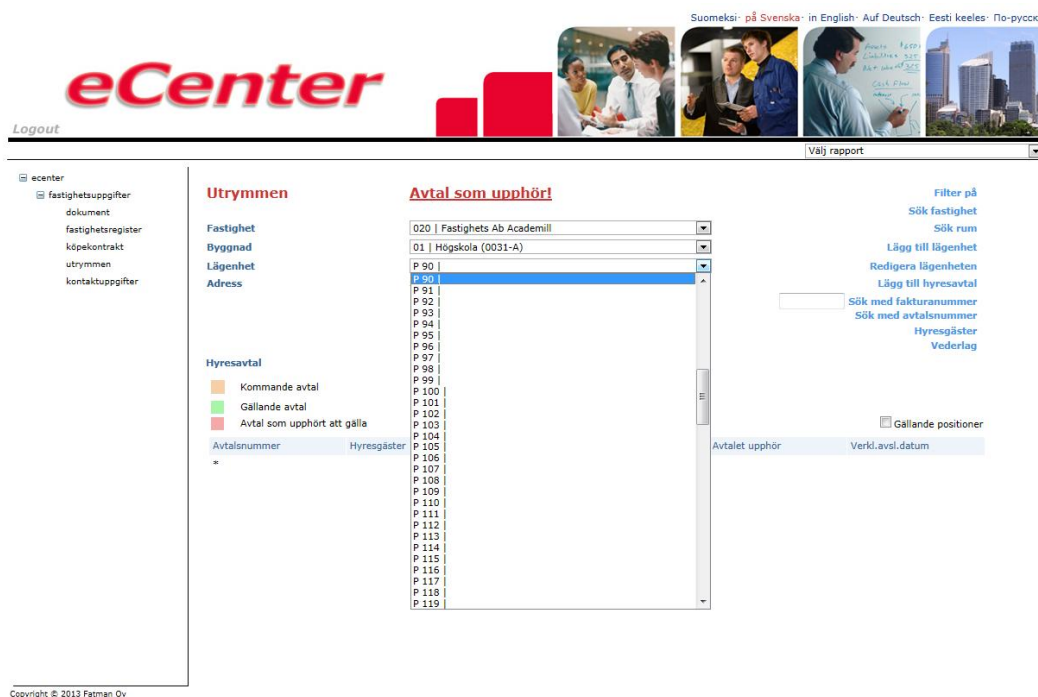 Suomeksi· på Svenska· in English· Auf Deutsch· Eesti keeles· По-русск
eCenter
Logout
Välj rapport
ecenter
fastighetsuppgifter
dokument
fastighetsregister
köpekontrakt
utrymmen
kontaktuppgifter
Utrymmen
Avtal som upphör!
Fastighet
020 | Fastighets Ab Academill
Byggnad
01 | Högskola (0031-A)
Lägenhet
P 90 |
Adress
P 90 |
P 91 |
P 92 |
P 93 |
P 94 |
P 95 |
P 96 |
P 97 |
P 98 |
P 99 |
P 100 |
P 101 |
P 102 |
P 103 |
P 104 |
P 105 |
P 106 |
P 107 |
P 108 |
P 109 |
P 110 |
P 111 |
P 112 |
P 113 |
P 114 |
P 115 |
P 116 |
P 117 |
P 118 |
P 119 |
Filter på
Sök fastighet
Sök rum
Lägg till lägenhet
Redigera lägenheten
Lägg till hyresavtal
Sök med fakturanummer
Sök med avtalsnummer
Hyresgäster
Vederlag
Hyresavtal
Kommande avtal
Gällande avtal
Avtal som upphört att gälla
Gällande positioner
Avtalsnummer Hyresgäster Avtalet upphör Verkl.avsl.datum
*
Copyright © 2013 Fatman Oy